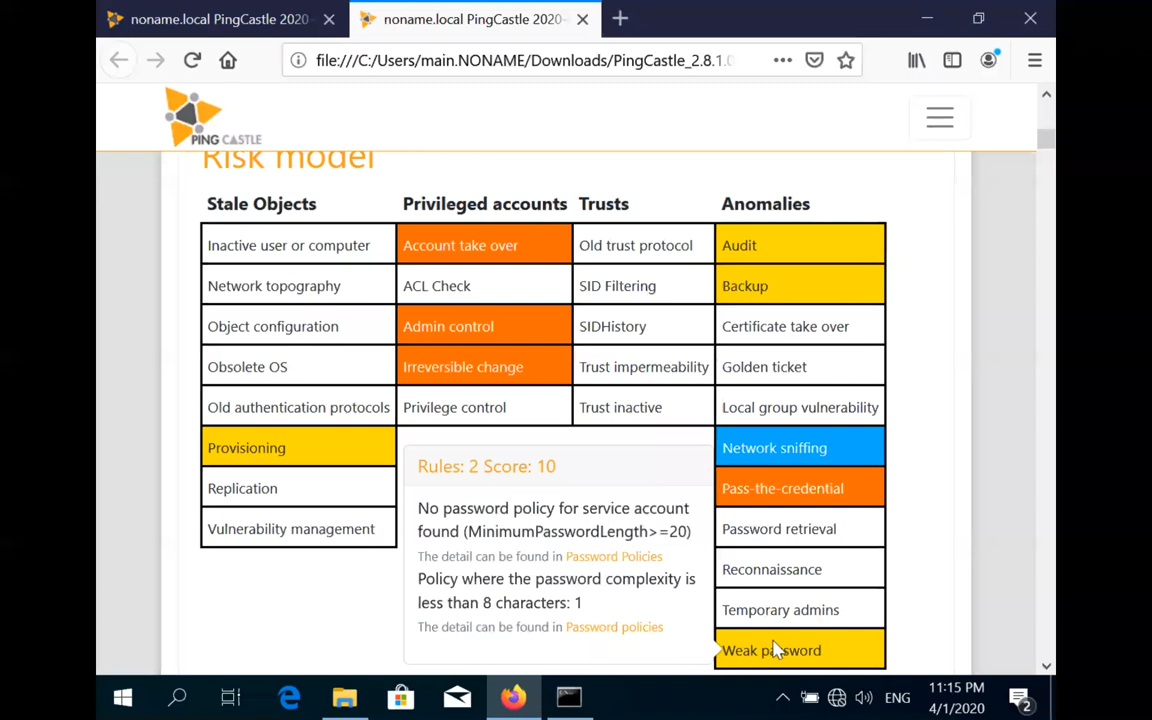 noname.local PingCastle 2020-
noname.local PingCastle 2020-
file:///C:/Users/main.NONAME/Downloads/PingCastle_2.8.1.0
PING CASTLE
Risk model
Stale Objects
Privileged accounts
Trusts
Anomalies
Inactive user or computer
Account take over
Old trust protocol
Audit
Network topography
ACL Check
SID Filtering
Backup
Object configuration
Admin control
SIDHistory
Certificate take over
Obsolete OS
Irreversible change
Trust impermeability
Golden ticket
Old authentication protocols
Privilege control
Trust inactive
Local group vulnerability
Provisioning
Network sniffing
Replication
Pass-the-credential
Vulnerability management
Password retrieval
Reconnaissance
Temporary admins
Weak password
Rules: 2 Score: 10
No password policy for service account
found (MinimumPasswordLength>=20)
The detail can be found in Password Policies
Policy where the password complexity is
less than 8 characters: 1
The detail can be found in Password policies
ENG
11:15 PM
4/1/2020
2